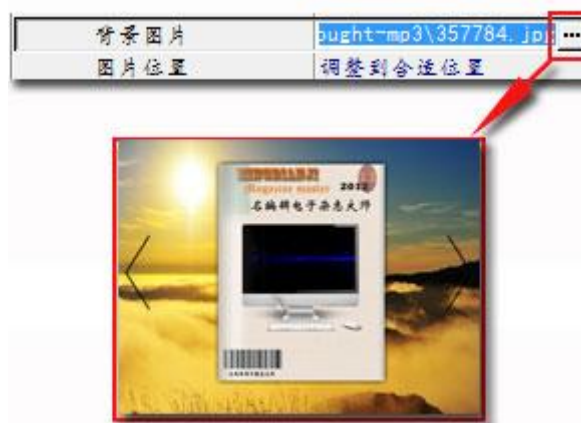 背景图片
ought-mp3\357784.jpg
图片位置
调整到合适位置
Magazine master 2012
名编辑电子杂志大师